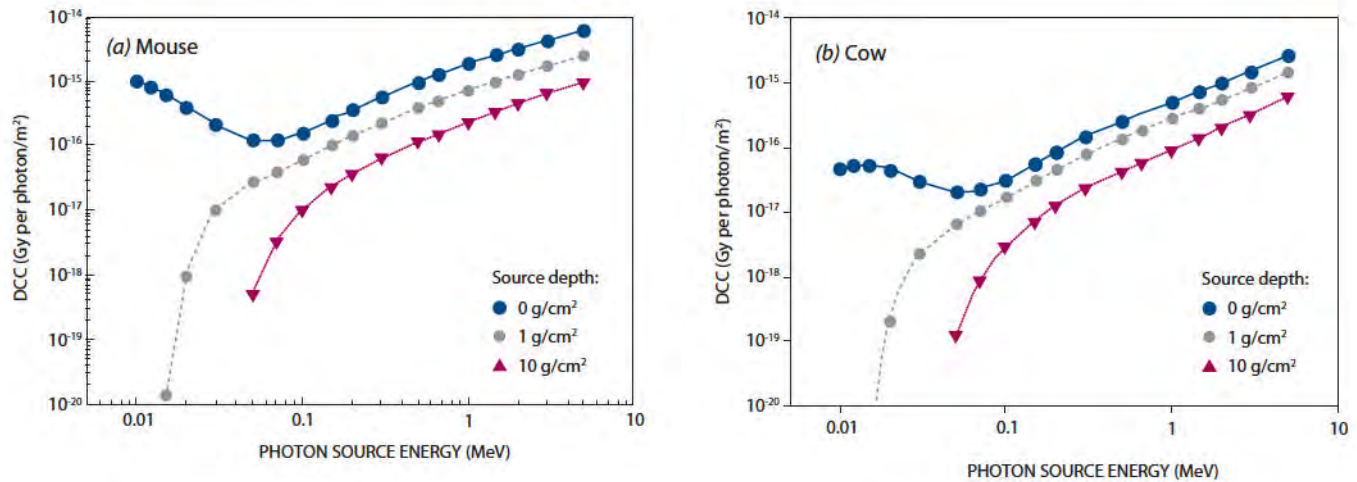 (a) Mouse
DCC (Gy per photon/m²)
10⁻¹⁴
10⁻¹⁵
10⁻¹⁶
10⁻¹⁷
10⁻¹⁸
10⁻¹⁹
10⁻²⁰
0.01
0.1
1
10
PHOTON SOURCE ENERGY (MeV)
Source depth:
0 g/cm²
1 g/cm²
10 g/cm²
(b) Cow
DCC (Gy per photon/m²)
10⁻¹⁴
10⁻¹⁵
10⁻¹⁶
10⁻¹⁷
10⁻¹⁸
10⁻¹⁹
10⁻²⁰
0.01
0.1
1
10
PHOTON SOURCE ENERGY (MeV)
Source depth:
0 g/cm²
1 g/cm²
10 g/cm²